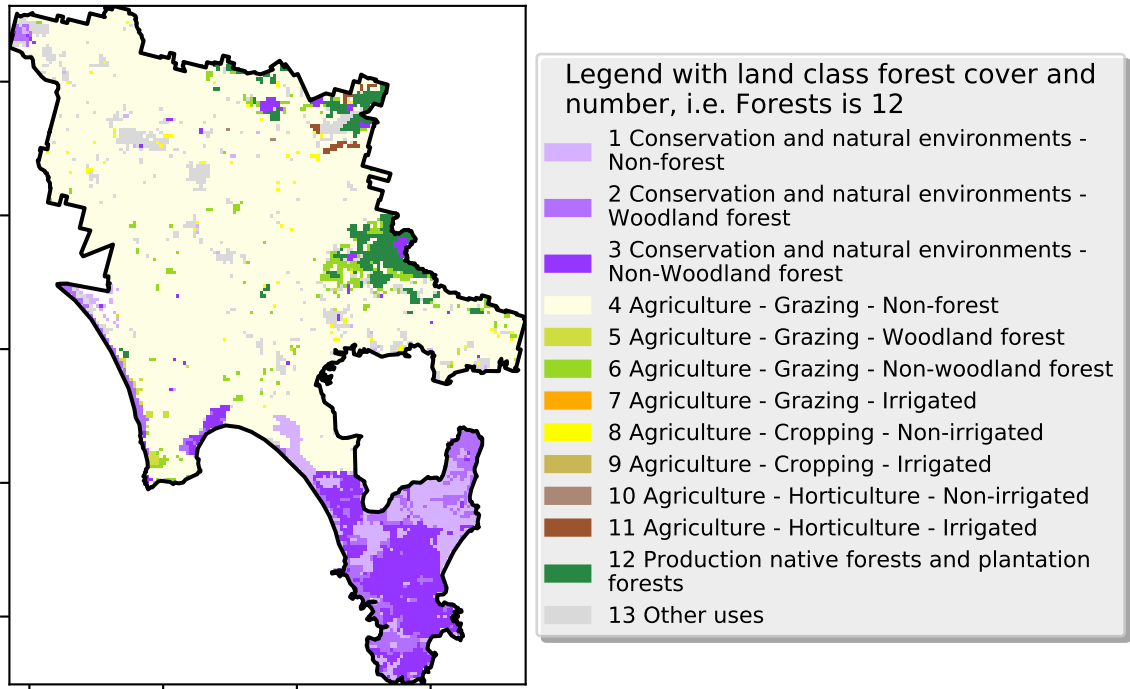 Legend with land class forest cover and
number, i.e. Forests is 12
1 Conservation and natural environments -
Non-forest
2 Conservation and natural environments -
Woodland forest
3 Conservation and natural environments -
Non-Woodland forest
4 Agriculture - Grazing - Non-forest
5 Agriculture - Grazing - Woodland forest
6 Agriculture - Grazing - Non-woodland forest
7 Agriculture - Grazing - Irrigated
8 Agriculture - Cropping - Non-irrigated
9 Agriculture - Cropping - Irrigated
10 Agriculture - Horticulture - Non-irrigated
11 Agriculture - Horticulture - Irrigated
12 Production native forests and plantation
forests
13 Other uses